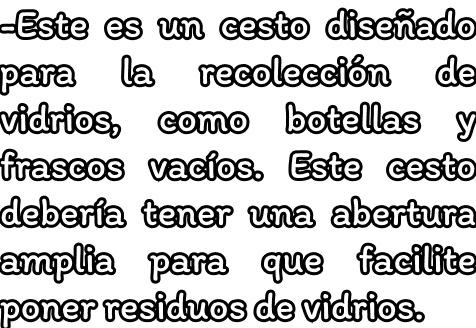 -Este es un cesto diseñado
para la recolección de
vidrios, como botellas y
frascos vacíos. Este cesto
debería tener una abertura
amplia para que facilite
poner residuos de vidrios.